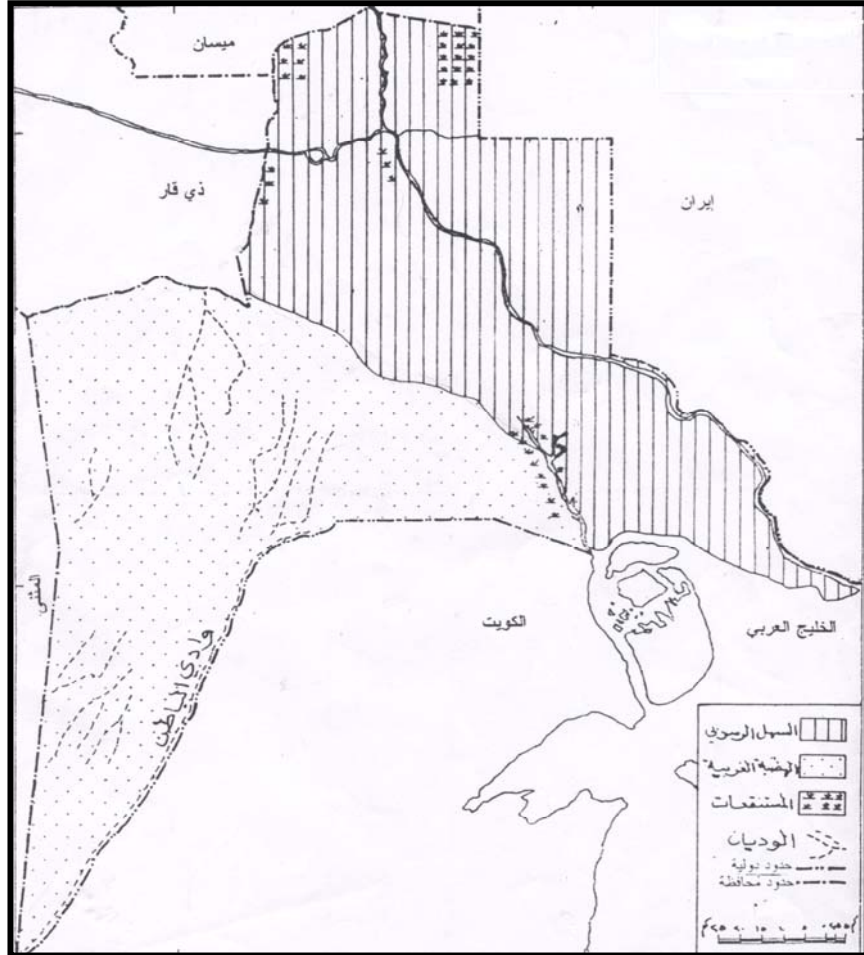 ميسان
ذي قار
إيران
المثنى
وادي الباطن
الكويت
الخليج العربي
السهل الرسوبي
الهضبة الغربية
المستنقعات
الوديان
حدود دولية
حدود محافظة